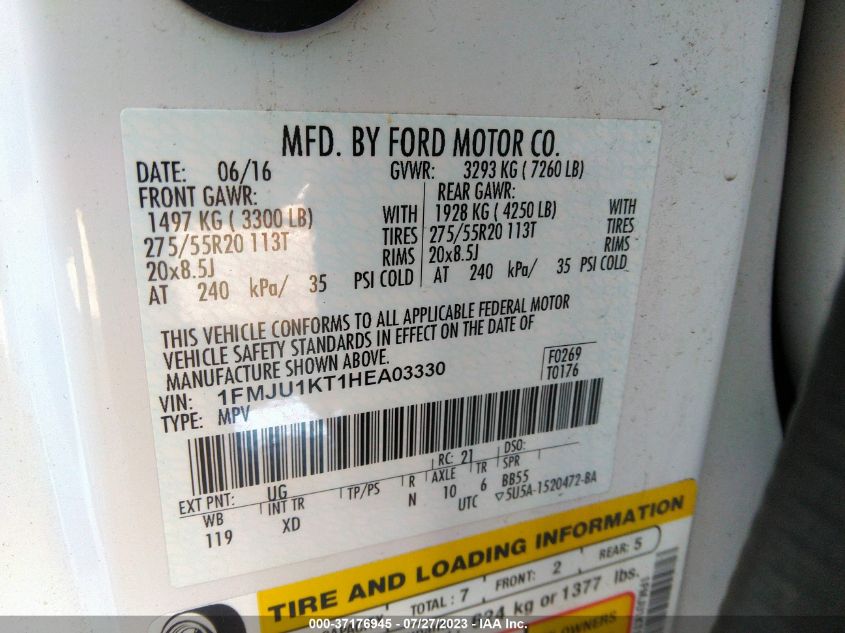 MFD. BY FORD MOTOR CO.
DATE: 06/16 GVWR: 3293 KG ( 7260 LB)
FRONT GAWR: REAR GAWR:
1497 KG ( 3300 LB) WITH 1928 KG ( 4250 LB) WITH
275/55R20 113T TIRES 275/55R20 113T TIRES
20x8.5J RIMS 20x8.5J RIMS
AT 240 kPa/ 35 PSI COLD AT 240 kPa/ 35 PSI COLD
THIS VEHICLE CONFORMS TO ALL APPLICABLE FEDERAL MOTOR
VEHICLE SAFETY STANDARDS IN EFFECT ON THE DATE OF
MANUFACTURE SHOWN ABOVE.
F0269
VIN: 1FMJU1KT1HEA03330 T0176
TYPE: MPV
RC: 21 DSO:
EXT PNT: UG
WB INT TR TP/PS R AXLE TR SPR
119 XD N 10 6 BB55
UTC ▽5U5A-1520472-BA
TIRE AND LOADING INFORMATION
TOTAL: 7 FRONT: 2 REAR: 5
kg or 1377 lbs.
OWNERS
000-37176945 - 07/27/2023 - IAA, Inc.